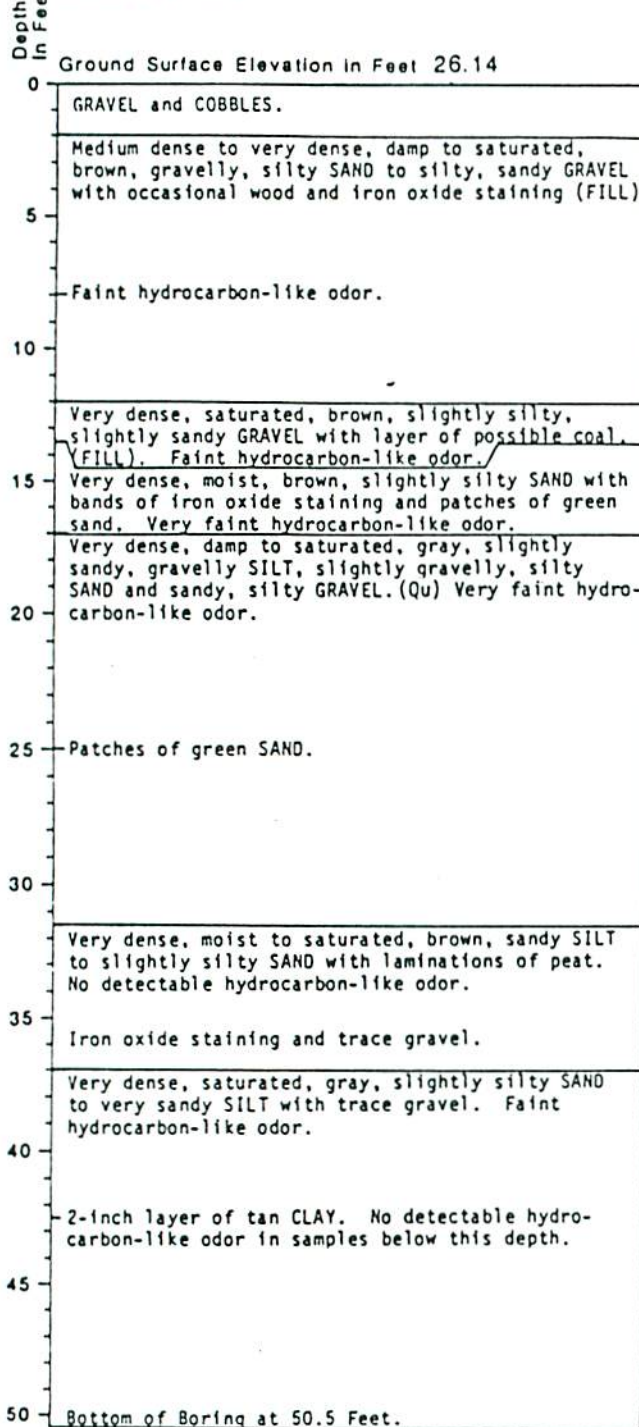 Depth
In Feet
Ground Surface Elevation in Feet 26.14
0
GRAVEL and COBBLES.
Medium dense to very dense, damp to saturated,
brown, gravelly, silty SAND to silty, sandy GRAVEL
with occasional wood and iron oxide staining (FILL)
5
Faint hydrocarbon-like odor.
10
Very dense, saturated, brown, slightly silty,
slightly sandy GRAVEL with layer of possible coal.
(FILL). Faint hydrocarbon-like odor.
15
Very dense, moist, brown, slightly silty SAND with
bands of iron oxide staining and patches of green
sand. Very faint hydrocarbon-like odor.
Very dense, damp to saturated, gray, slightly
sandy, gravelly SILT, slightly gravelly, silty
SAND and sandy, silty GRAVEL.(Qu) Very faint hydro-
20
carbon-like odor.
25
Patches of green SAND.
30
Very dense, moist to saturated, brown, sandy SILT
to slightly silty SAND with laminations of peat.
No detectable hydrocarbon-like odor.
35
Iron oxide staining and trace gravel.
Very dense, saturated, gray, slightly silty SAND
to very sandy SILT with trace gravel. Faint
hydrocarbon-like odor.
40
2-inch layer of tan CLAY. No detectable hydro-
carbon-like odor in samples below this depth.
45
50
Bottom of Boring at 50.5 Feet.